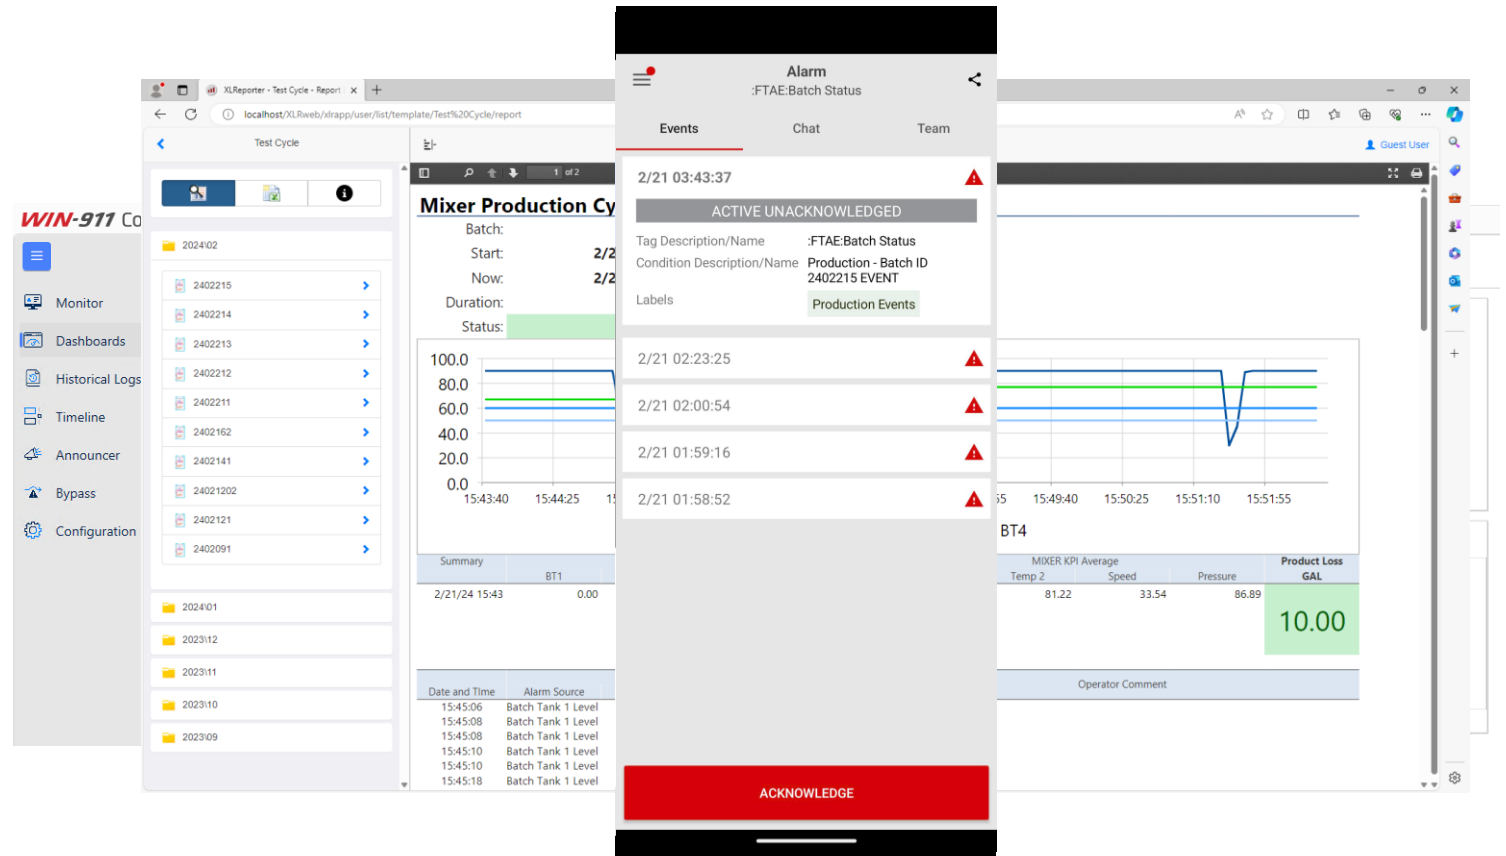 WIN-911 Co
Monitor
Dashboards
Historical Logs
Timeline
Announcer
Bypass
Configuration
XLReporter - Test Cycle - Report
localhost/XLRweb/xlrapp/user/list/template/Test%20Cycle/report
Test Cycle
Guest User
2024\02
2402215
2402214
2402213
2402212
2402211
2402162
2402141
24021202
2402121
2402091
2024\01
2023\12
2023\11
2023\10
2023\09
1 of 2
Mixer Production Cy
Batch:
Start: 2/2
Now: 2/2
Duration:
Status:
100.0
80.0
60.0
40.0
20.0
0.0
15:43:40 15:44:25 15:49:40 15:50:25 15:51:10 15:51:55
BT4
Summary MIXER KPI Average Product Loss
BT1 Temp 2 Speed Pressure GAL
2/21/24 15:43 0.00 81.22 33.54 86.89
10.00
Date and Time Alarm Source Operator Comment
15:45:06 Batch Tank 1 Level
15:45:08 Batch Tank 1 Level
15:45:08 Batch Tank 1 Level
15:45:10 Batch Tank 1 Level
15:45:10 Batch Tank 1 Level
15:45:18 Batch Tank 1 Level
Alarm
:FTAE:Batch Status
Events Chat Team
2/21 03:43:37
ACTIVE UNACKNOWLEDGED
Tag Description/Name :FTAE:Batch Status
Condition Description/Name Production - Batch ID
2402215 EVENT
Labels Production Events
2/21 02:23:25
2/21 02:00:54
2/21 01:59:16
2/21 01:58:52
ACKNOWLEDGE